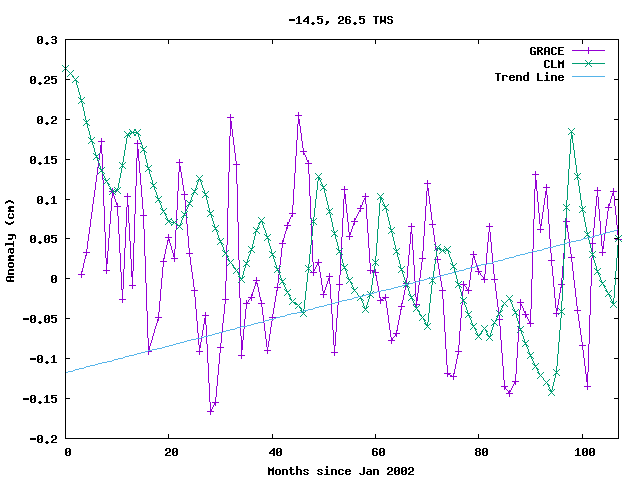 -14.5, 26.5 TWS
GRACE
CLM
Trend Line
0.3
0.25
0.2
0.15
0.1
0.05
0
-0.05
-0.1
-0.15
-0.2
Anomaly (cm)
0 20 40 60 80 100
Months since Jan 2002